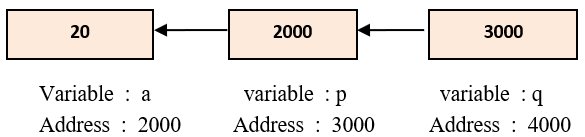 20 2000 3000
Variable : a variable : p variable : q
Address : 2000 Address : 3000 Address : 4000